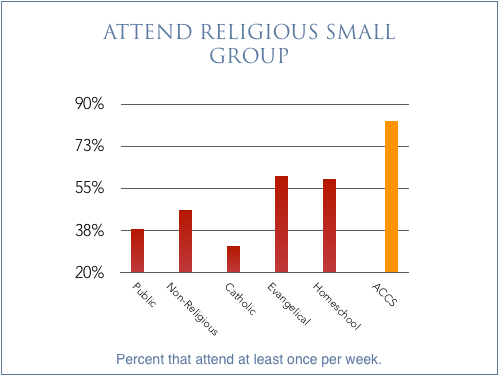 ATTEND RELIGIOUS SMALL
GROUP
90%
73%
55%
38%
20%
Public
Non-Religious
Catholic
Evangelical
Homeschool
ACCS
Percent that attend at least once per week.